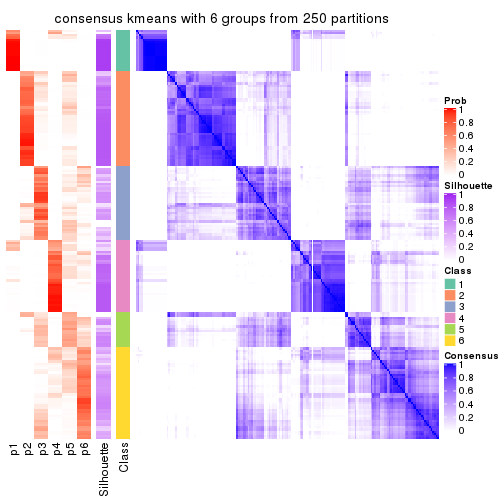 consensus kmeans with 6 groups from 250 partitions
Prob
1
0.8
0.6
0.4
0.2
0
Silhouette
1
0.8
0.6
0.4
0.2
0
Class
1
2
3
4
5
6
Consensus
1
0.8
0.6
0.4
0.2
0
p1
p2
p3
p4
p5
p6
Silhouette
Class